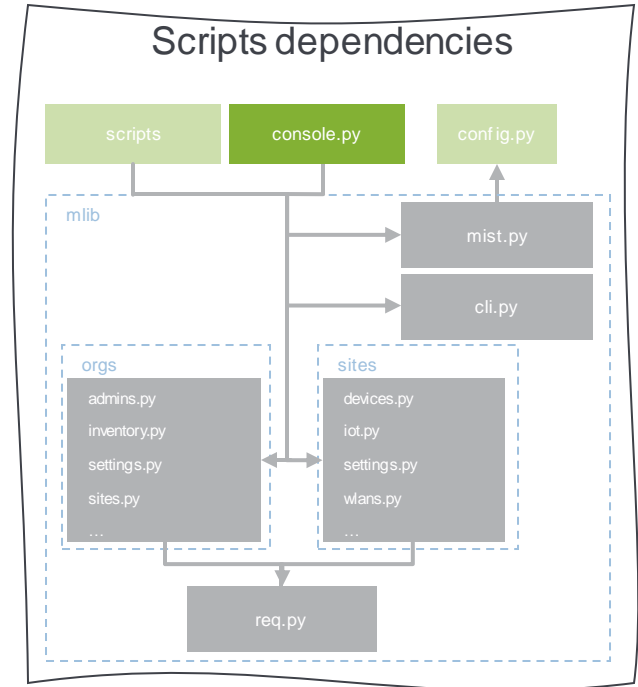 Scripts dependencies
scripts
console.py
config.py
mlib
mist.py
cli.py
orgs
admins.py
inventory.py
settings.py
sites.py
...
sites
devices.py
iot.py
settings.py
wlans.py
...
req.py